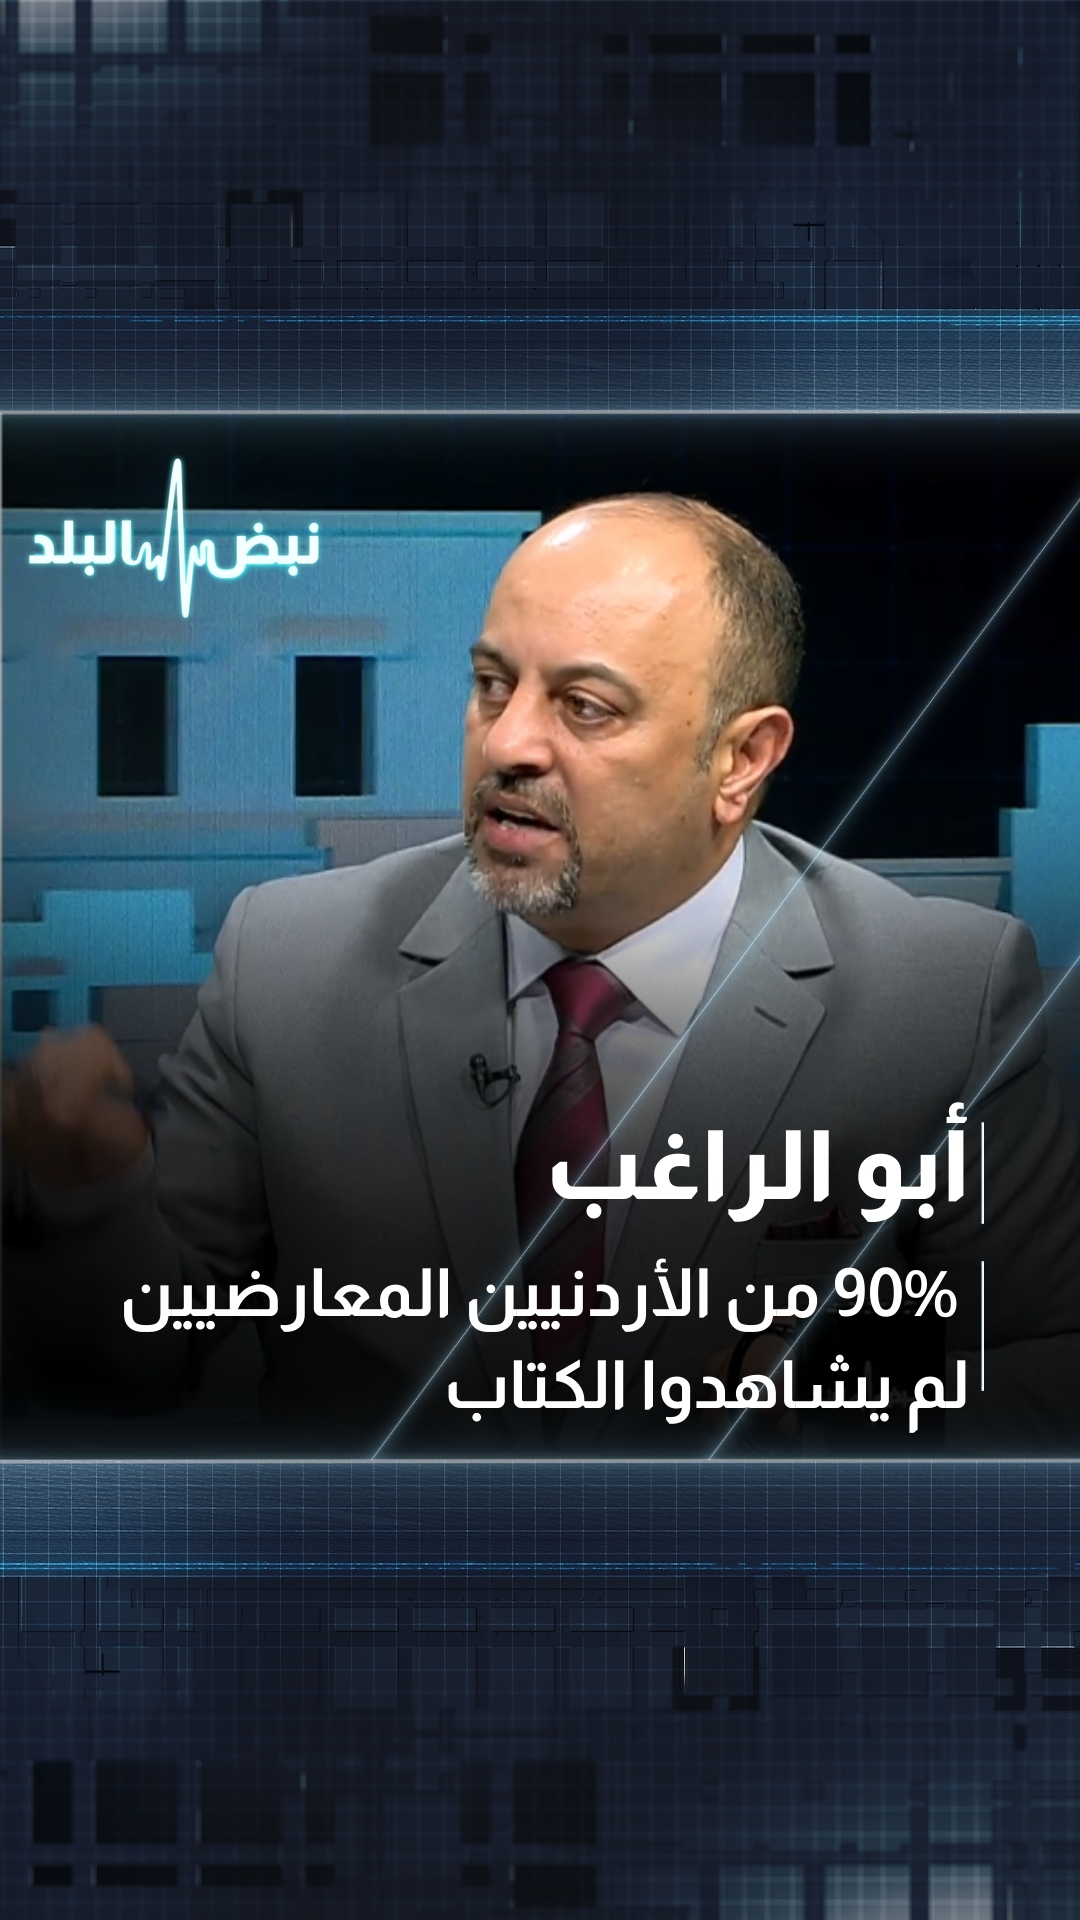 نبض البلد
أبو الراغب
90% من الأردنيين المعارضيين
لم يشاهدوا الكتاب